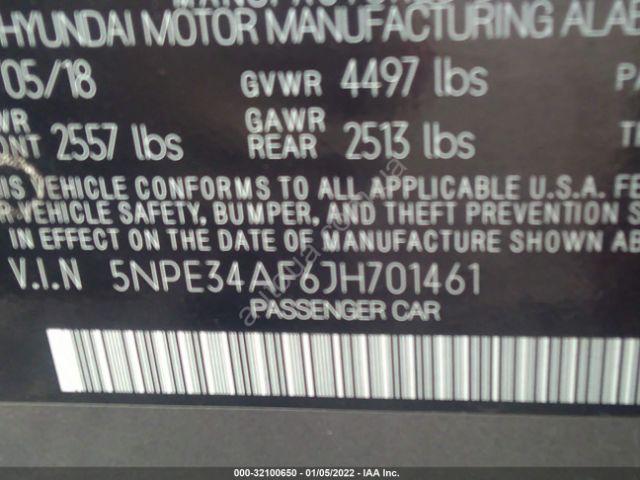 HYUNDAI MOTOR MANUFACTURING ALA
05/18 GVWR 4497 lbs
2557 lbs GAWR REAR 2513 lbs
VEHICLE CONFORMS TO ALL APPLICABLE U.S.A. FE
VEHICLE SAFETY, BUMPER, AND THEFT PREVENTION
IN EFFECT ON THE DATE OF MANUFACTURE SHOWN AB
V.I.N 5NPE34AF6JH701461
PASSENGER CAR
000-32100650 - 01/05/2022 - IAA Inc.